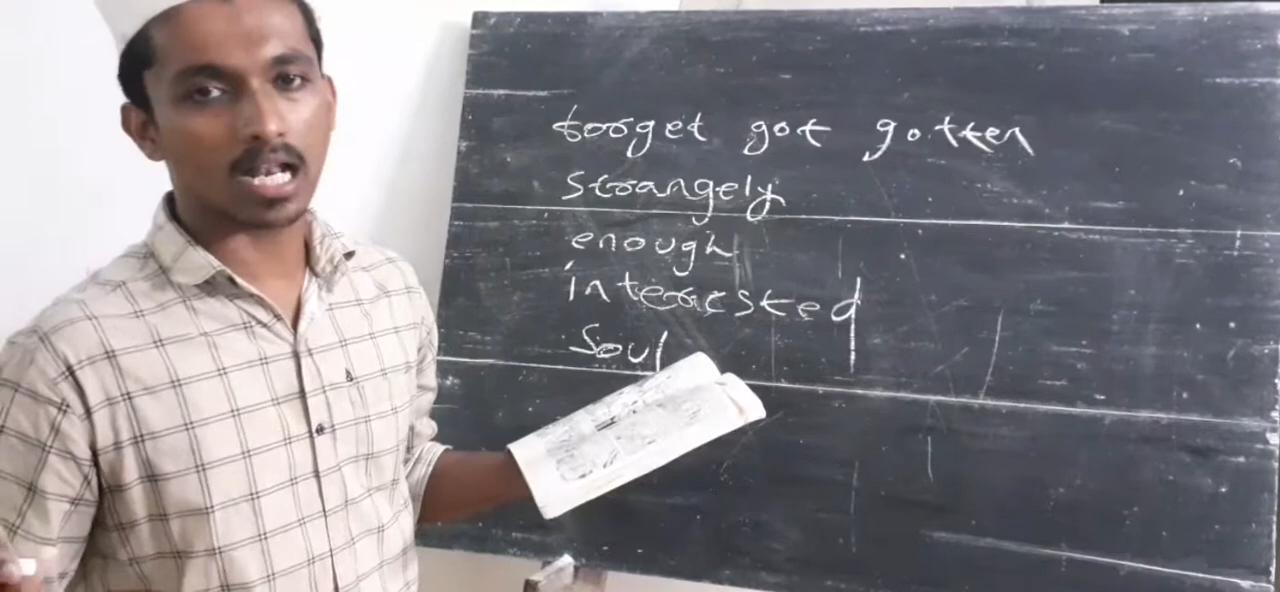 forget got gotten
strangely
enough
interested
Soul